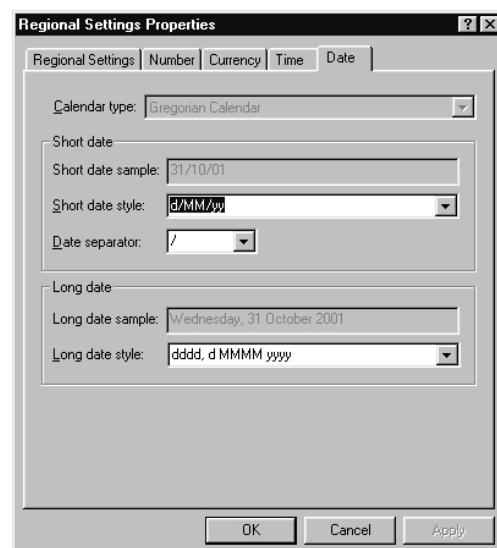 Regional Settings Properties
Regional Settings Number Currency Time Date
Calendar type: Gregorian Calendar
Short date
Short date sample: 31/10/01
Short date style: d/MM/yy
Date separator: /
Long date
Long date sample: Wednesday, 31 October 2001
Long date style: dddd, d MMMM yyyy
OK Cancel Apply